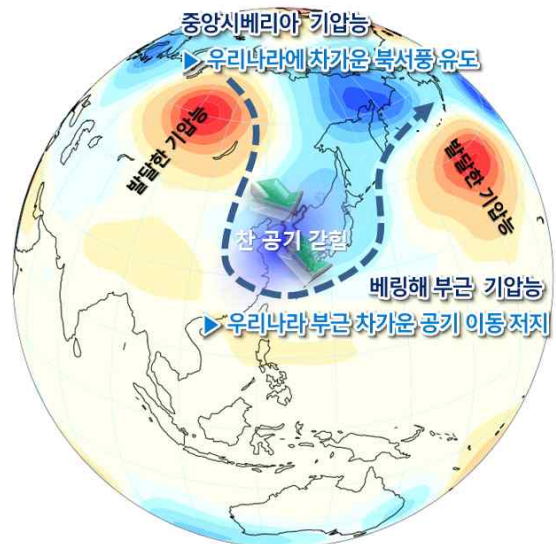 중앙시베리아 기압능
▶ 우리나라에 차가운 북서풍 유도
발달한 기압능
발달한 기압능
찬 공기 갇힘
베링해 부근 기압능
▶ 우리나라 부근 차가운 공기 이동 저지